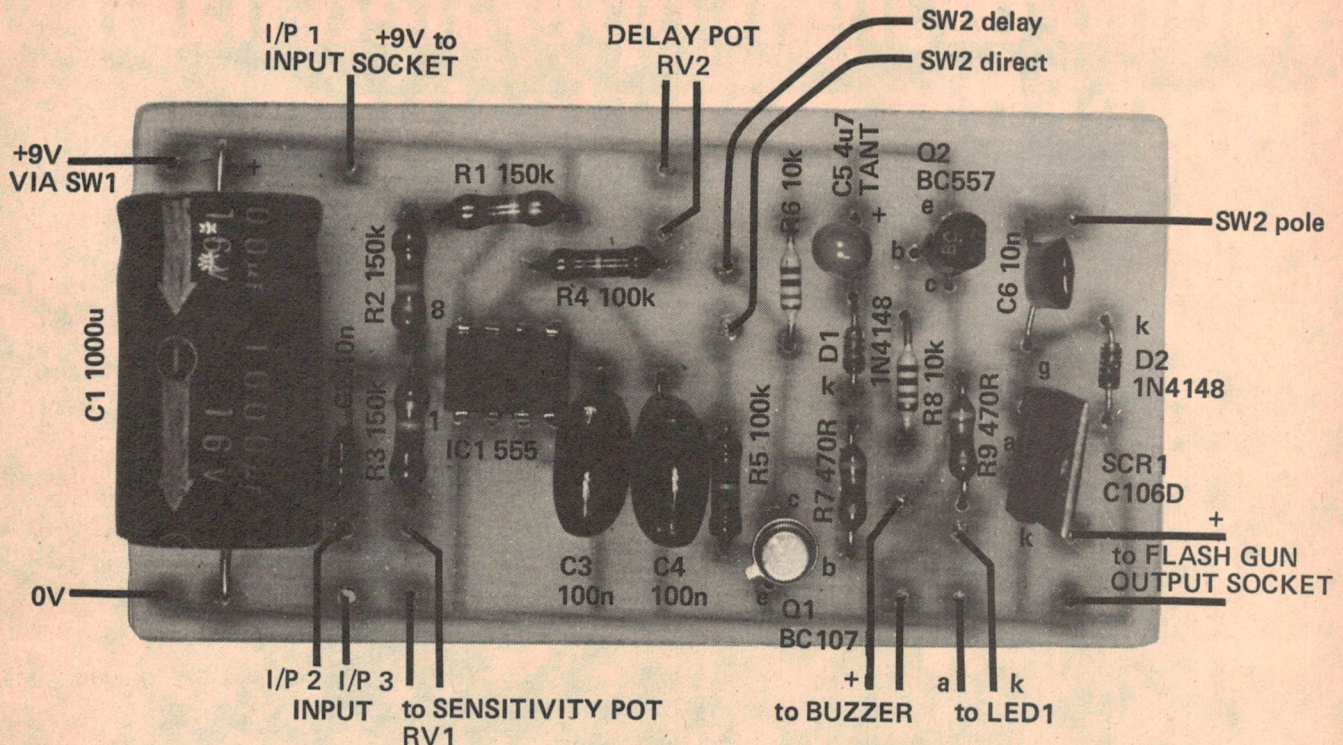 I/P 1 +9V to
INPUT SOCKET
DELAY POT
RV2
SW2 delay
SW2 direct
+9V
VIA SW1
+
R1 150k
R2 150k
R4 100k
R6 10k
C5 4u7
TANT
+
Q2
BC557
e
b
c
BC
SW2 pole
C6 10n
C1 1000u
16V
8
10n
R3 150k
1
IC1 555
D1
1N4148
k
R8 10k
k
D2
1N4148
g
a
k
R5 100k
R7 470R
R9 470R
SCR1
C106D
+
to FLASH GUN
OUTPUT SOCKET
0V
C3
100n
C4
100n
c
b
e
Q1
BC107
I/P 2 I/P 3
INPUT
to SENSITIVITY POT
RV1
+
to BUZZER
a k
to LED1